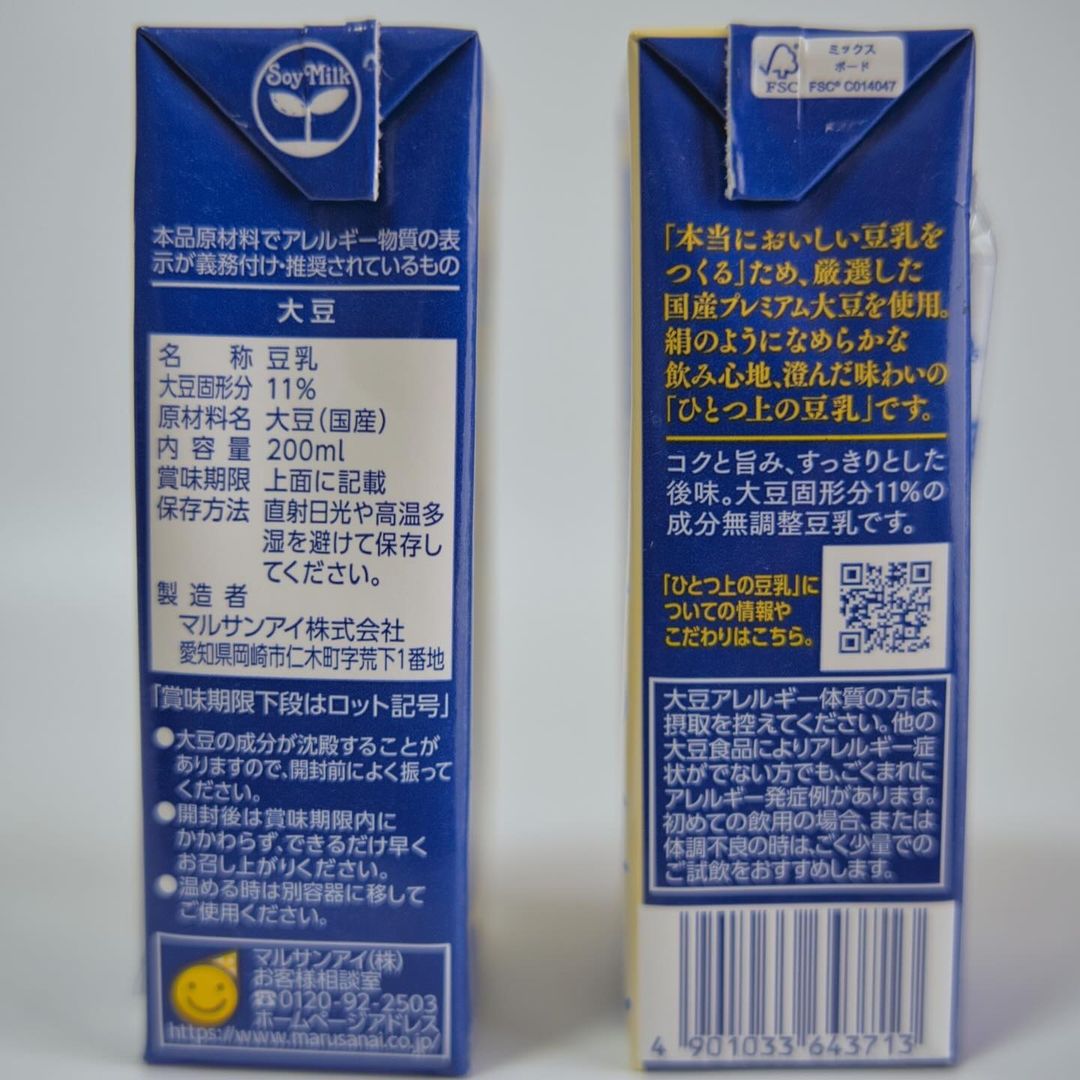 Soy Milk
本品原材料でアレルギー物質の表
示が義務付け・推奨されているもの
大豆
名称 豆乳
大豆固形分 11%
原材料名 大豆(国産)
内容量 200ml
賞味期限 上面に記載
保存方法 直射日光や高温多
湿を避けて保存し
てください。
製造者
マルサンアイ株式会社
愛知県岡崎市仁木町字荒下1番地
「賞味期限下段はロット記号」
●大豆の成分が沈殿することが
ありますので、開封前によく振って
ください。
●開封後は賞味期限内に
かかわらず、できるだけ早く
お召し上がりください。
●温める時は別容器に移して
ご使用ください。
マルサンアイ(株)
お客様相談室
☎0120-92-2503
ホームページアドレス
https://www.marusanai.co.jp/
FSC
ミックス
ボード
FSC® C014047
「本当においしい豆乳を
つくる」ため、厳選した
国産プレミアム大豆を使用。
絹のようになめらかな
飲み心地、澄んだ味わいの
「ひとつ上の豆乳」です。
コクと旨み、すっきりとした
後味。大豆固形分11%の
成分無調整豆乳です。
「ひとつ上の豆乳」に
ついての情報や
こだわりはこちら。
大豆アレルギー体質の方は、
摂取を控えてください。他の
大豆食品によりアレルギー症
状がでない方でも、ごくまれに
アレルギー発症例があります。
初めての飲用の場合、または
体調不良の時は、ごく少量での
ご試飲をおすすめします。
4 901033 643713